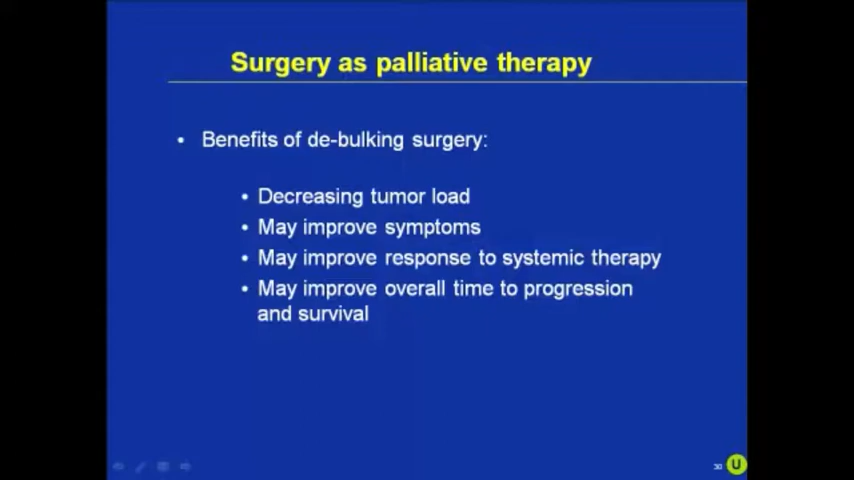 Surgery as palliative therapy
• Benefits of de-bulking surgery:
• Decreasing tumor load
• May improve symptoms
• May improve response to systemic therapy
• May improve overall time to progression
and survival
30
U